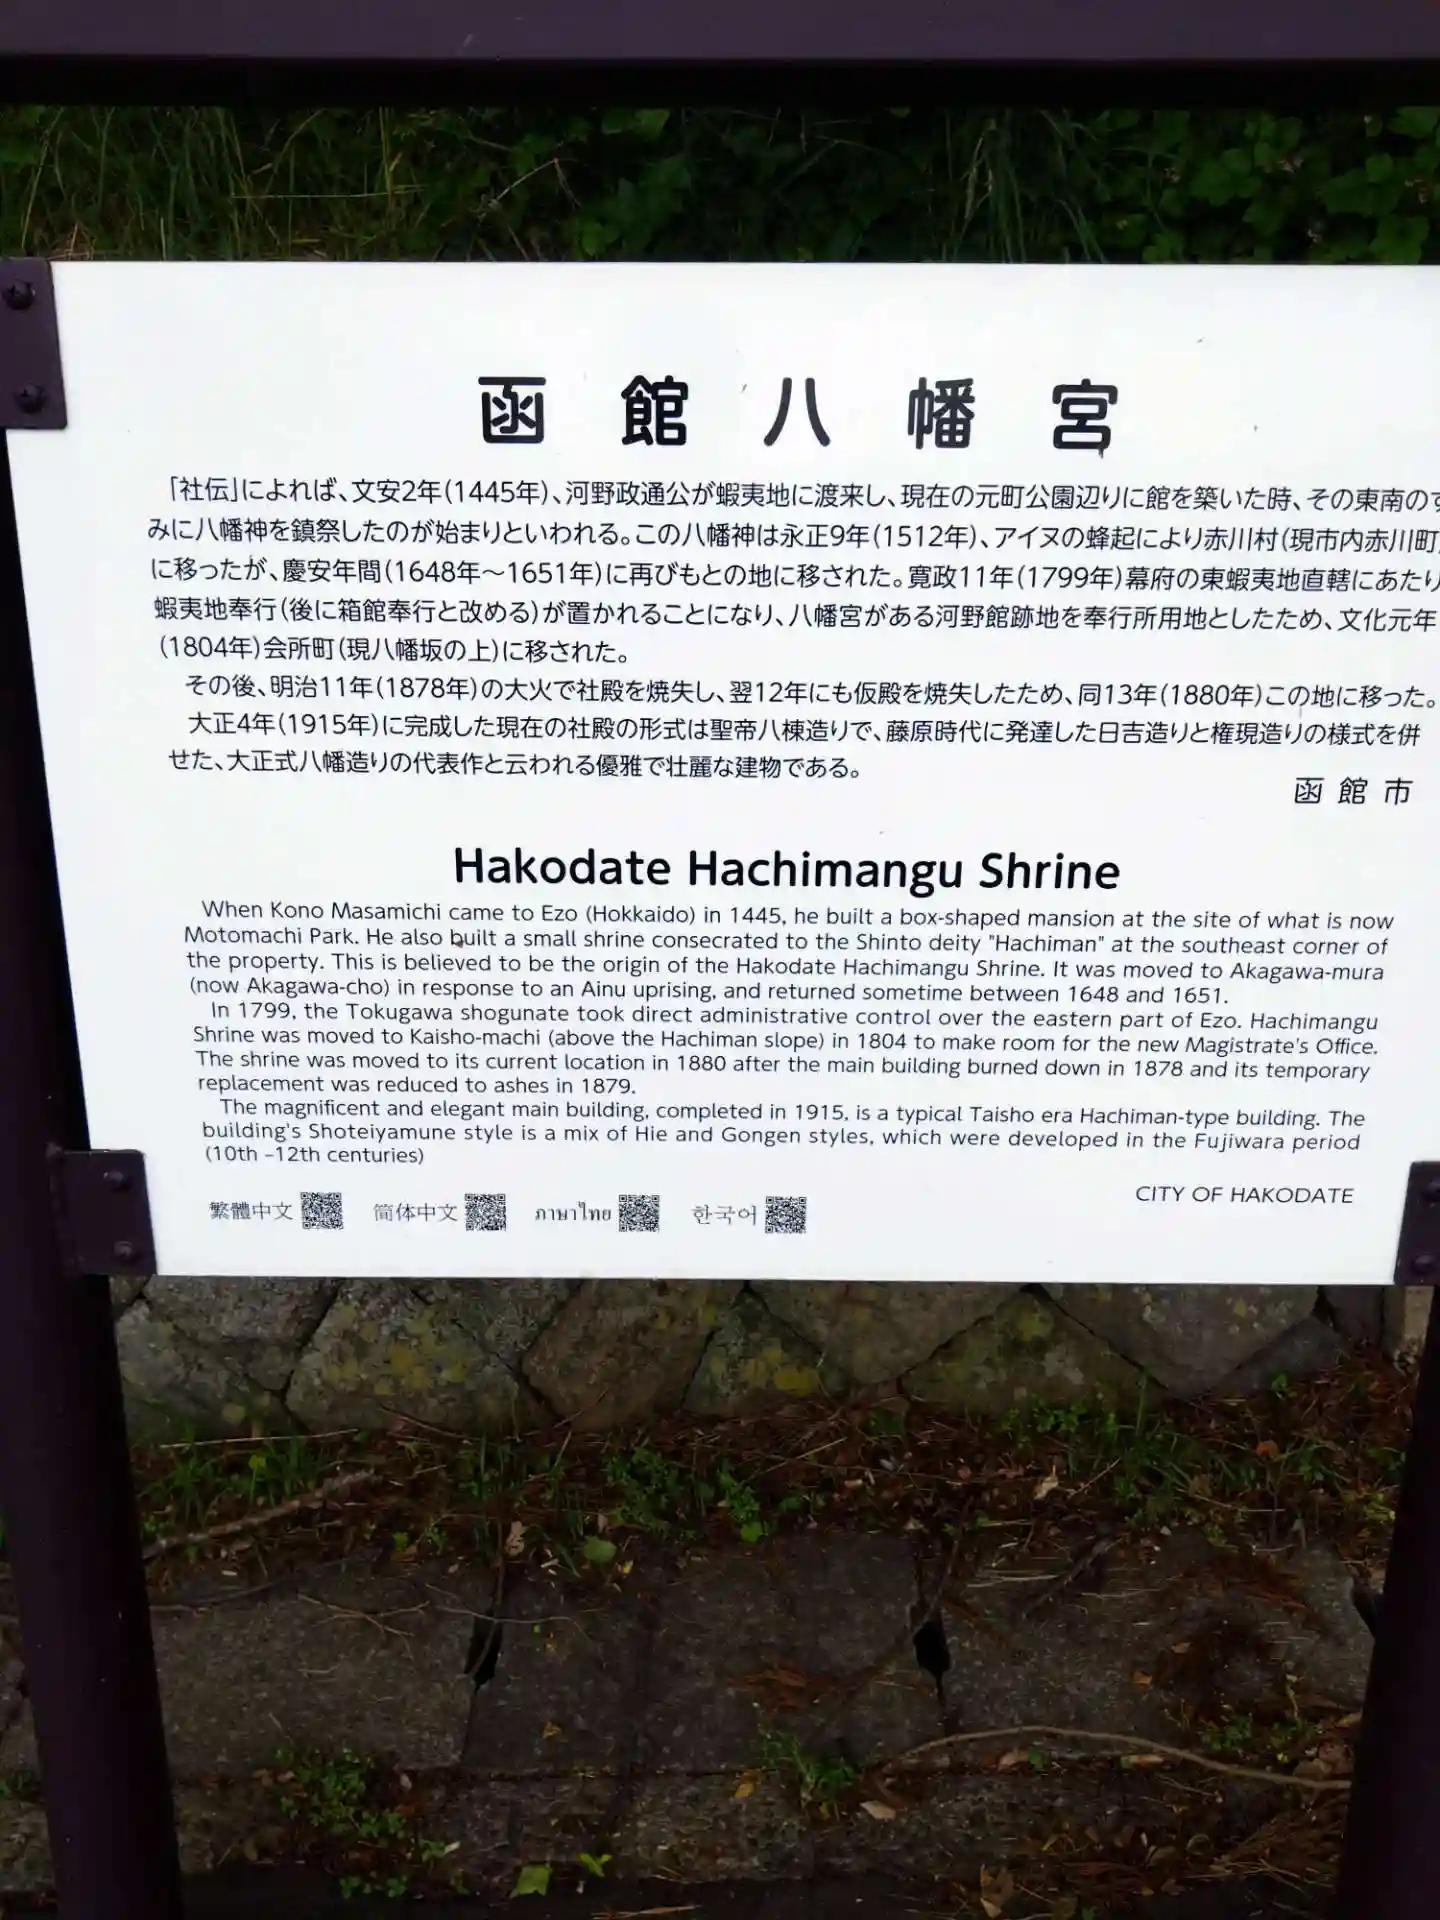 函館八幡宮
「社伝」によれば、文安2年(1445年)、河野政通公が蝦夷地に渡来し、現在の元町公園辺りに館を築いた時、その東南のす
みに八幡神を鎮祭したのが始まりといわれる。この八幡神は永正9年(1512年)、アイヌの蜂起により赤川村(現市内赤川町)
に移ったが、慶安年間(1648年～1651年)に再びもとの地に移された。寛政11年(1799年)幕府の東蝦夷地直轄にあたり
蝦夷地奉行(後に箱館奉行と改める)が置かれることになり、八幡宮がある河野館跡地を奉行所用地としたため、文化元年
(1804年)会所町(現八幡坂の上)に移された。
その後、明治11年(1878年)の大火で社殿を焼失し、翌12年にも仮殿を焼失したため、同13年(1880年)この地に移った。
大正4年(1915年)に完成した現在の社殿の形式は聖帝八棟造りで、藤原時代に発達した日吉造りと権現造りの様式を併
せた、大正式八幡造りの代表作と云われる優雅で壮麗な建物である。
函館市
Hakodate Hachimangu Shrine
When Kono Masamichi came to Ezo (Hokkaido) in 1445, he built a box-shaped mansion at the site of what is now
Motomachi Park. He also built a small shrine consecrated to the Shinto deity "Hachiman" at the southeast corner of
the property. This is believed to be the origin of the Hakodate Hachimangu Shrine. It was moved to Akagawa-mura
(now Akagawa-cho) in response to an Ainu uprising, and returned sometime between 1648 and 1651.
In 1799, the Tokugawa shogunate took direct administrative control over the eastern part of Ezo. Hachimangu
Shrine was moved to Kaisho-machi (above the Hachiman slope) in 1804 to make room for the new Magistrate's Office.
The shrine was moved to its current location in 1880 after the main building burned down in 1878 and its temporary
replacement was reduced to ashes in 1879.
The magnificent and elegant main building, completed in 1915, is a typical Taisho era Hachiman-type building. The
building's Shoteiyamune style is a mix of Hie and Gongen styles, which were developed in the Fujiwara period
(10th –12th centuries)
CITY OF HAKODATE
繁體中文 简体中文 ภาษาไทย 한국어